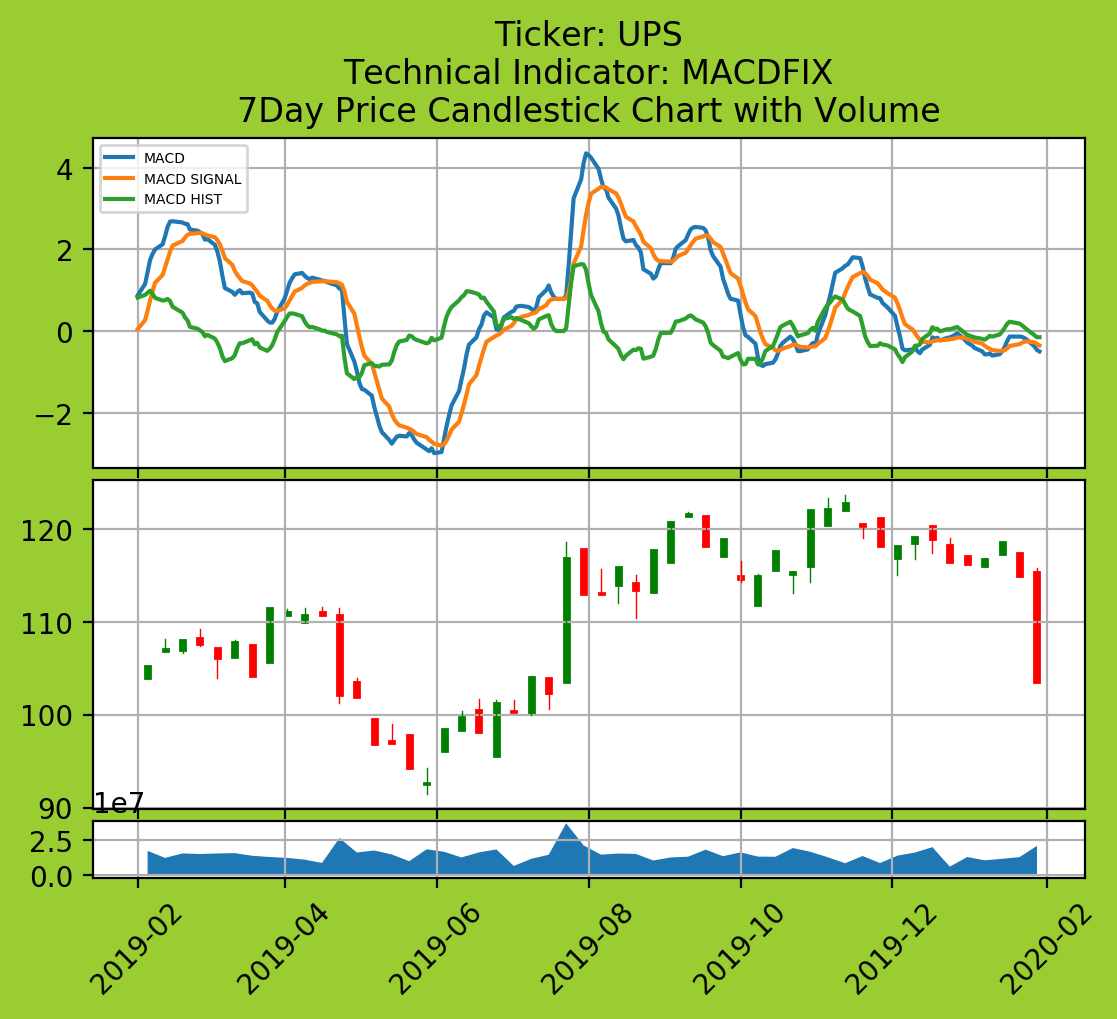 Ticker: UPS
Technical Indicator: MACDFIX
7Day Price Candlestick Chart with Volume
MACD
MACD SIGNAL
MACD HIST
4
2
0
−2
120
110
100
90
1e7
2.5
0.0
2019-02
2019-04
2019-06
2019-08
2019-10
2019-12
2020-02